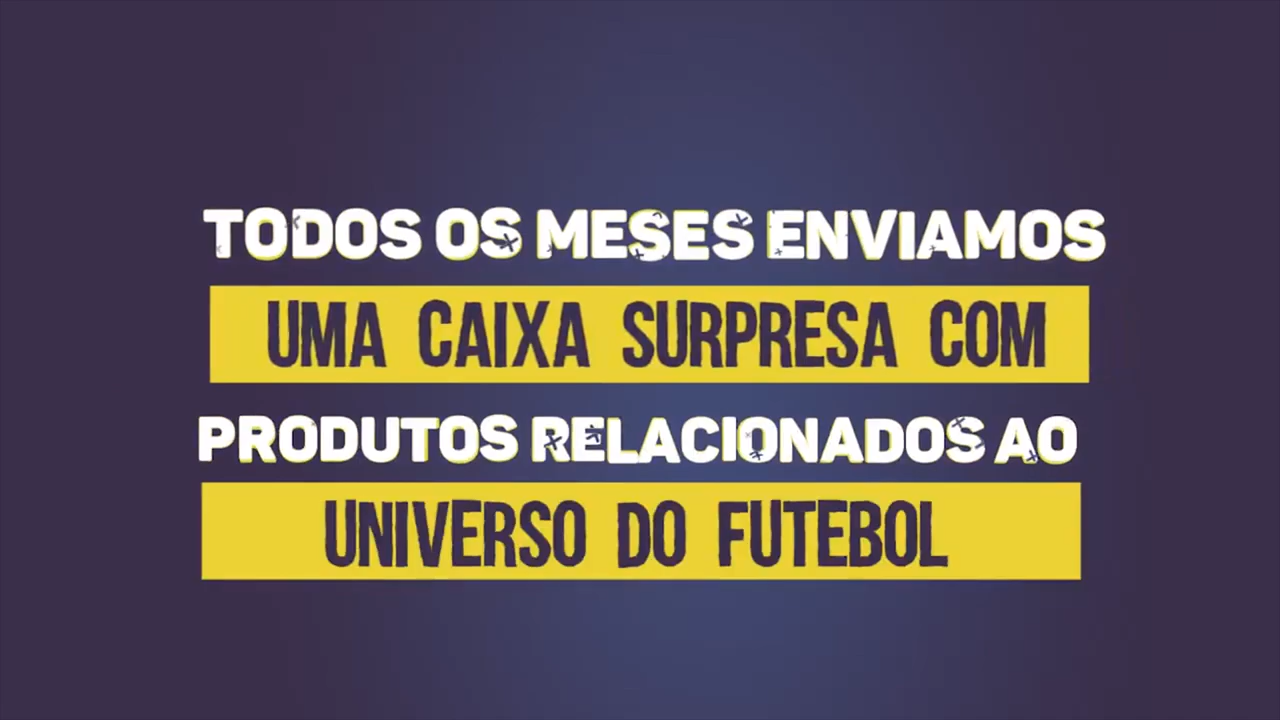 TODOS OS MESES ENVIAMOS
UMA CAIXA SURPRESA COM
PRODUTOS RELACIONADOS AO
UNIVERSO DO FUTEBOL